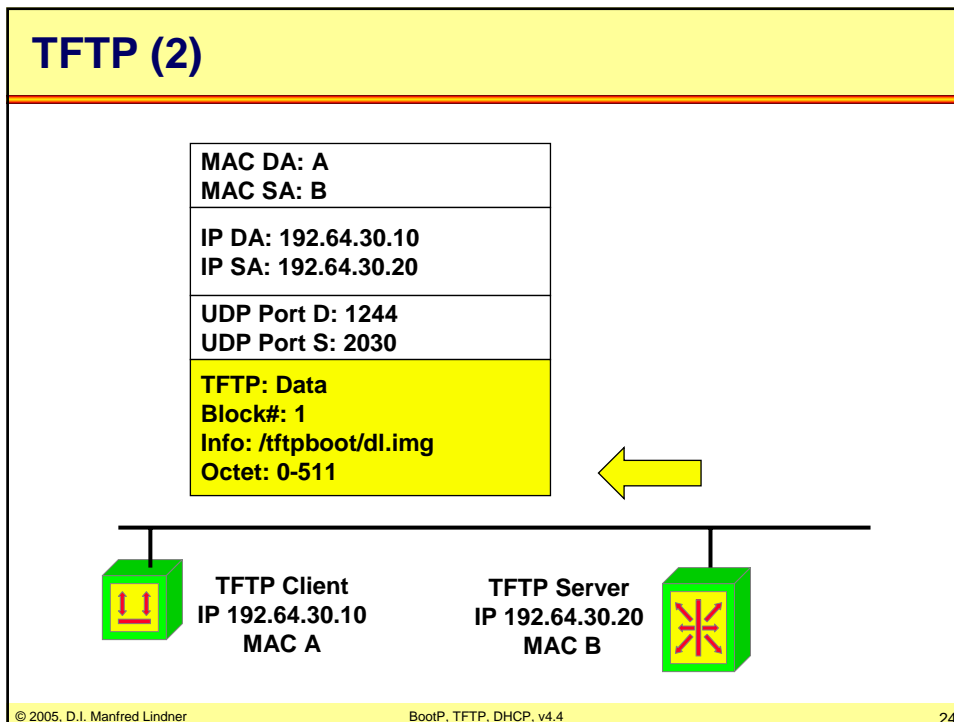 TFTP (2)
MAC DA: A
MAC SA: B
IP DA: 192.64.30.10
IP SA: 192.64.30.20
UDP Port D: 1244
UDP Port S: 2030
TFTP: Data
Block#: 1
Info: /tftpboot/dl.img
Octet: 0-511
TFTP Client
IP 192.64.30.10
MAC A
TFTP Server
IP 192.64.30.20
MAC B
© 2005, D.I. Manfred Lindner
BootP, TFTP, DHCP, v4.4
24